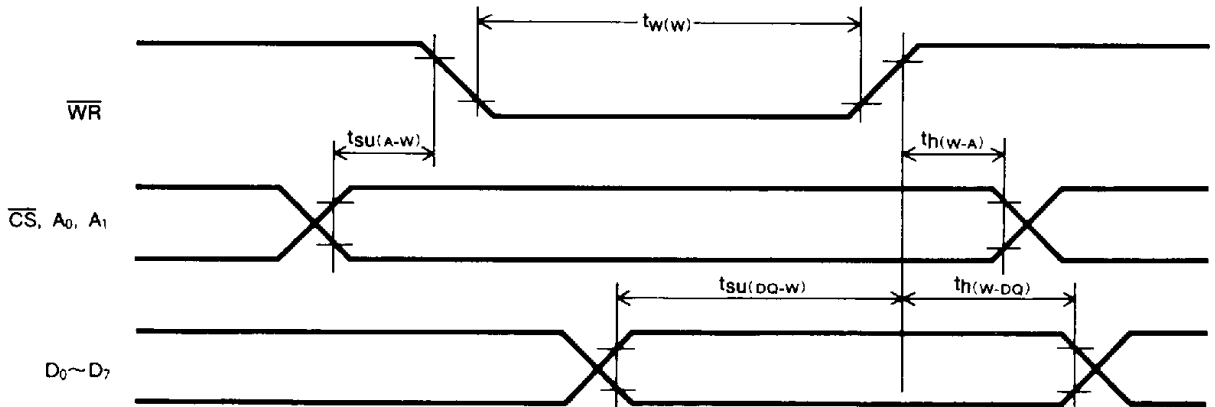 tW(W)
WR
tsu(A-W)
th(W-A)
CS, A0, A1
tsu(DQ-W)
th(W-DQ)
D0~D7